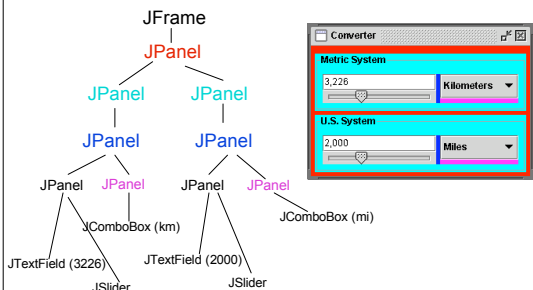 JFrame
JPanel
JPanel JPanel
JPanel JPanel
JPanel JPanel JPanel JPanel
JComboBox (km)
JComboBox (mi)
JTextField (3226) JTextField (2000)
JSlider JSlider
Converter
Metric System
3,226 Kilometers
U.S. System
2,000 Miles